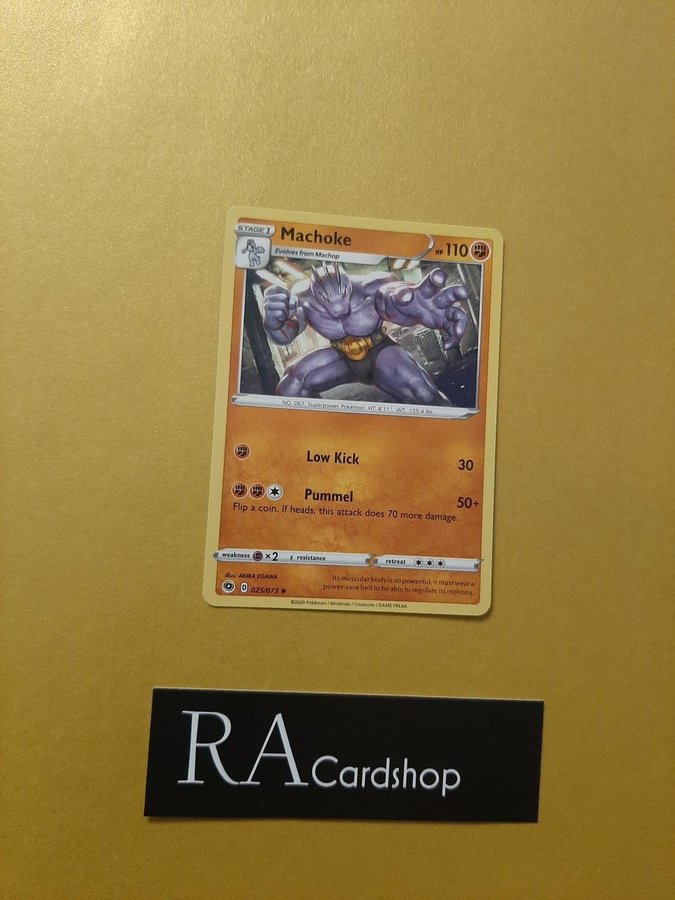 STAGE 1
Machoke
HP 110
Evolves from Machop
NO. 067 Superpower Pokémon HT: 4'11" WT: 155.4 lbs
Low Kick
30
Pummel
50+
Flip a coin. If heads, this attack does 70 more damage.
weakness ×2 resistance
retreat
Illus. AKIRA EGAWA
Its muscular body is so powerful, it must wear a
power-save belt to be able to regulate its motions.
D 025/073
©2020 Pokémon / Nintendo / Creatures / GAME FREAK
RA Cardshop